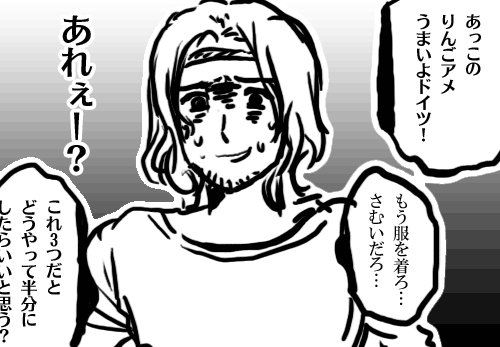 あっこの
りんごアメ
うまいよドイツ！
あれぇー？
もう服を着ろ…
さむいだろ…
これ3つだと
どうやって半分に
したらいいと思う？